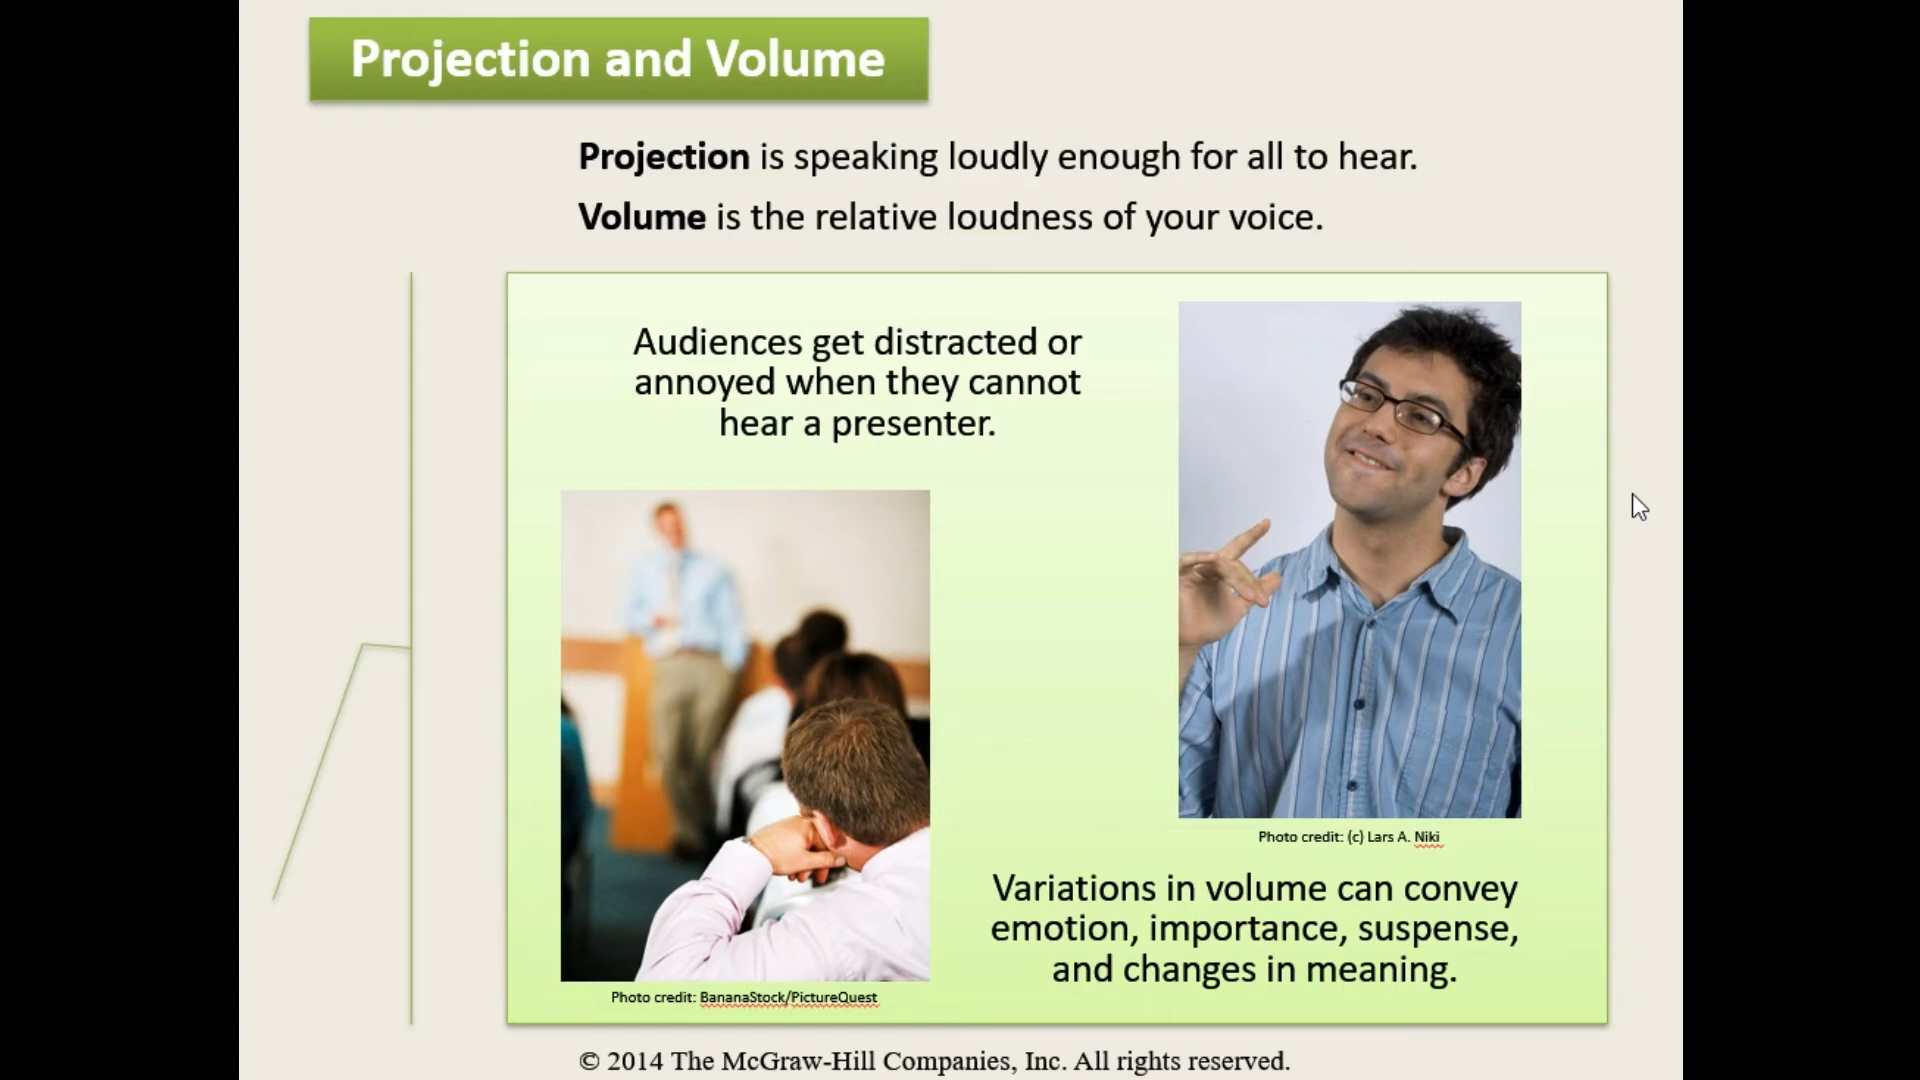 Projection and Volume
Projection is speaking loudly enough for all to hear.
Volume is the relative loudness of your voice.
Audiences get distracted or
annoyed when they cannot
hear a presenter.
Photo credit: (c) Lars A. Niki
Variations in volume can convey
emotion, importance, suspense,
and changes in meaning.
Photo credit: BananaStock/PictureQuest
© 2014 The McGraw-Hill Companies, Inc. All rights reserved.